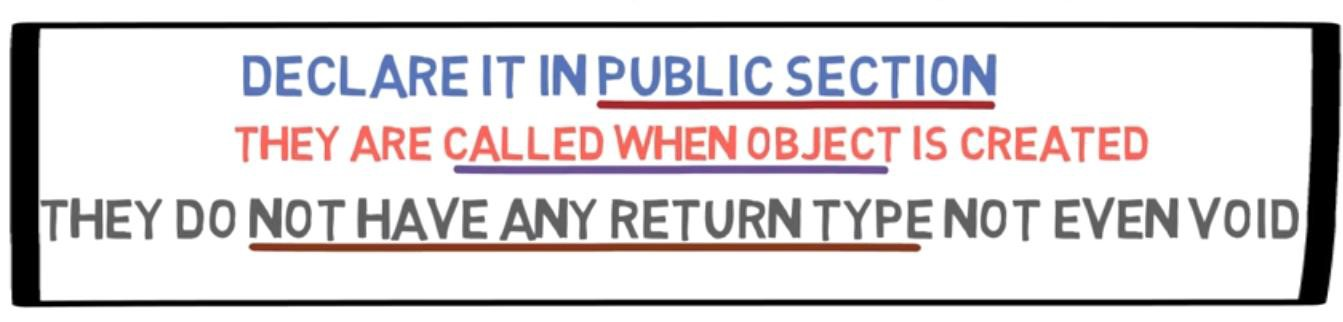 DECLARE IT IN PUBLIC SECTION
THEY ARE CALLED WHEN OBJECT IS CREATED
THEY DO NOT HAVE ANY RETURN TYPE NOT EVEN VOID